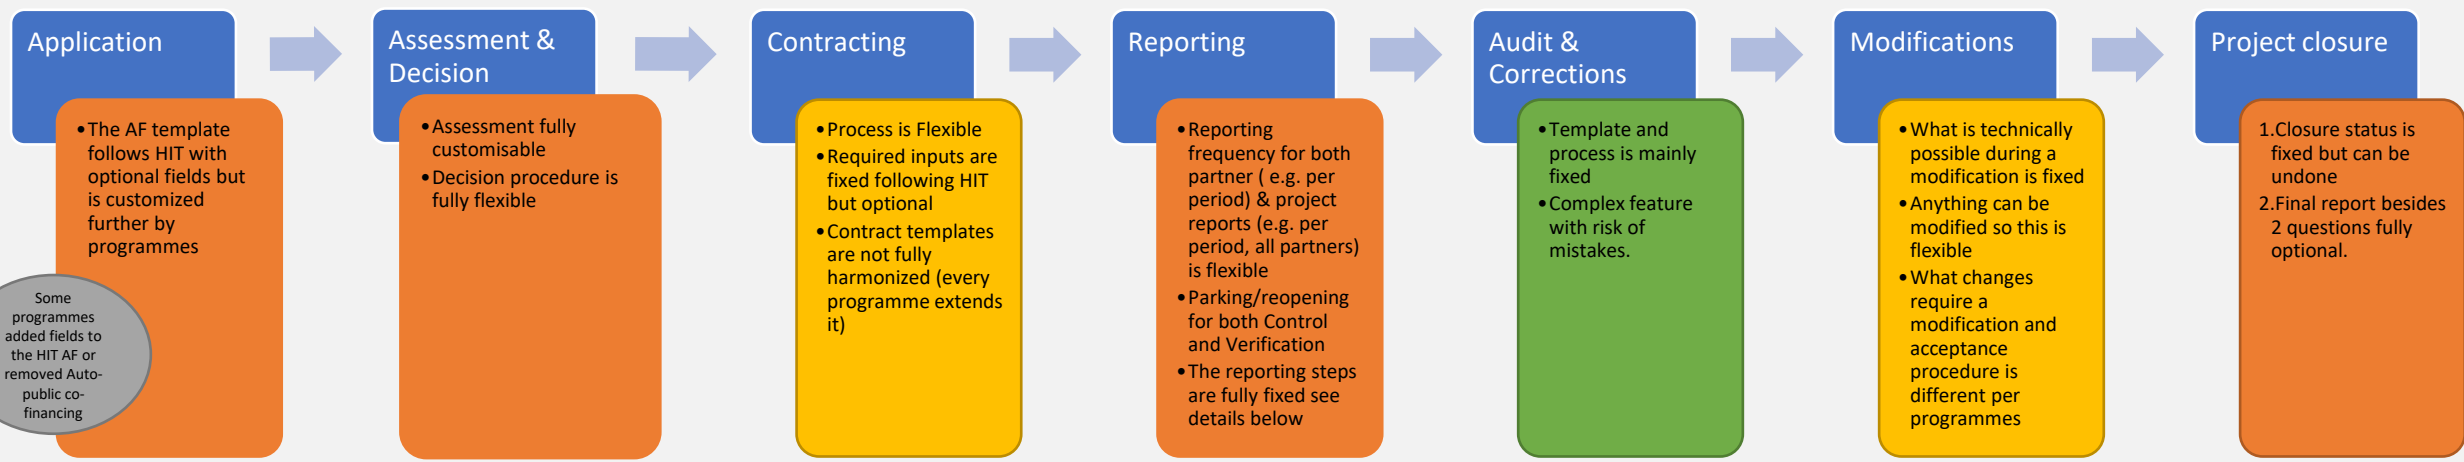 Application
•The AF template
follows HIT with
optional fields but
is customized
further by
programmes
Some
programmes
added fields to
the HIT AF or
removed Auto-
public co-
financing
Assessment &
Decision
•Assessment fully
customisable
•Decision procedure is
fully flexible
Contracting
•Process is Flexible
•Required inputs are
fixed following HIT
but optional
•Contract templates
are not fully
harmonized (every
programme extends
it)
Reporting
•Reporting
frequency for both
partner ( e.g. per
period) & project
reports (e.g. per
period, all partners)
is flexible
•Parking/reopening
for both Control
and Verification
•The reporting steps
are fully fixed see
details below
Audit &
Corrections
•Template and
process is mainly
fixed
•Complex feature
with risk of
mistakes.
Modifications
•What is technically
possible during a
modification is fixed
•Anything can be
modified so this is
flexible
•What changes
require a
modification and
acceptance
procedure is
different per
programmes
Project closure
1.Closure status is
fixed but can be
undone
2.Final report besides
2 questions fully
optional.